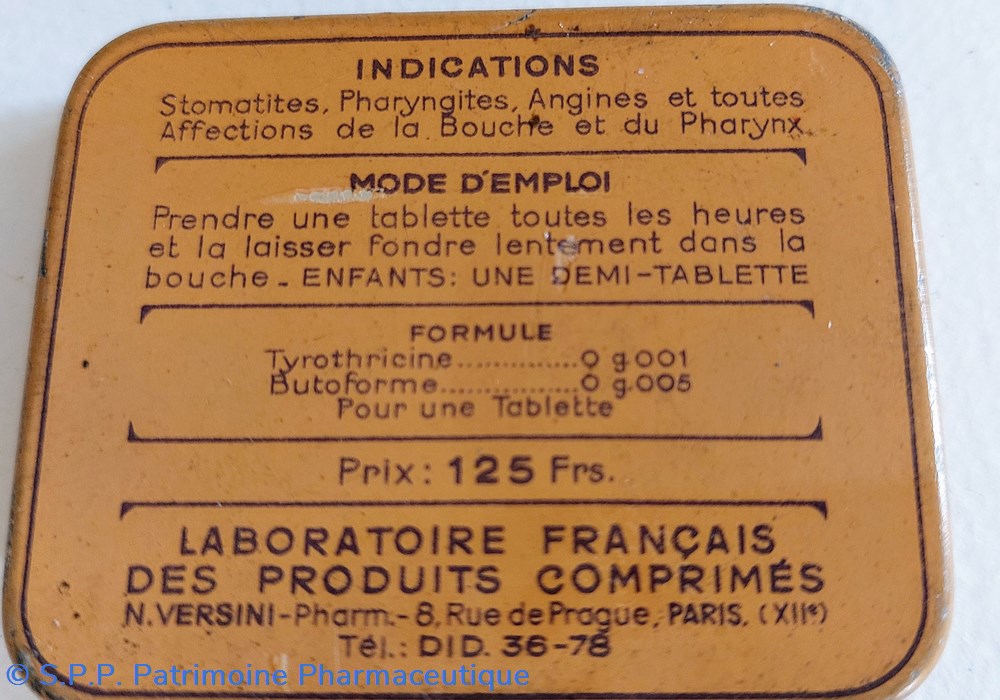 INDICATIONS
Stomatites, Pharyngites, Angines et toutes
Affections de la Bouche et du Pharynx.
MODE D'EMPLOI
Prendre une tablette toutes les heures
et la laisser fondre lentement dans la
bouche _ ENFANTS: UNE DEMI-TABLETTE
FORMULE
Tyrothricine..............0 g.001
Butoforme................0 g.005
Pour une Tablette
Prix: 125 Frs.
LABORATOIRE FRANÇAIS
DES PRODUITS COMPRIMÉS
N.VERSINI-Pharm.-8, Rue de Prague, PARIS. (XIIe)
Tél.: DID. 36-78
© S.P.P. Patrimoine Pharmaceutique